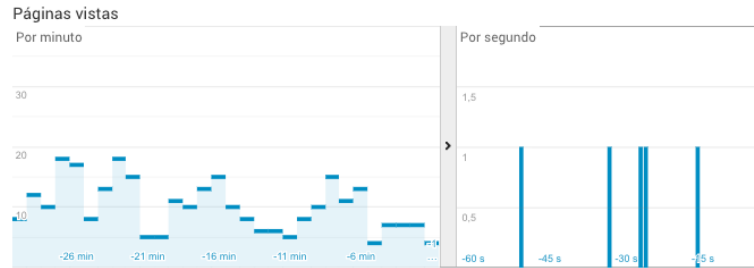 Páginas vistas
Por minuto
30
20
10
-26 min
-21 min
-16 min
-11 min
-6 min
...
Por segundo
1,5
1
0,5
-60 s
-45 s
-30 s
-15 s